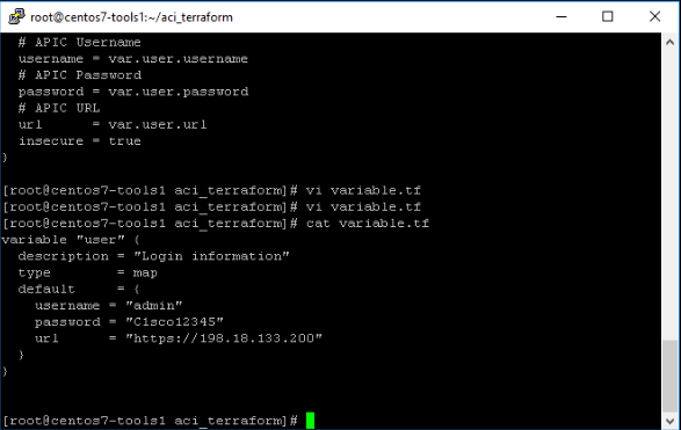 root@centos7-tools1:~/aci_terraform
# APIC Username
username = var.user.username
# APIC Password
password = var.user.password
# APIC URL
url      = var.user.url
insecure = true
}
[root@centos7-tools1 aci_terraform]# vi variable.tf
[root@centos7-tools1 aci_terraform]# vi variable.tf
[root@centos7-tools1 aci_terraform]# cat variable.tf
variable "user" {
  description = "Login information"
  type        = map
  default     = {
    username = "admin"
    password = "C1sco12345"
    url      = "https://198.18.133.200"
  }
}
[root@centos7-tools1 aci_terraform]#